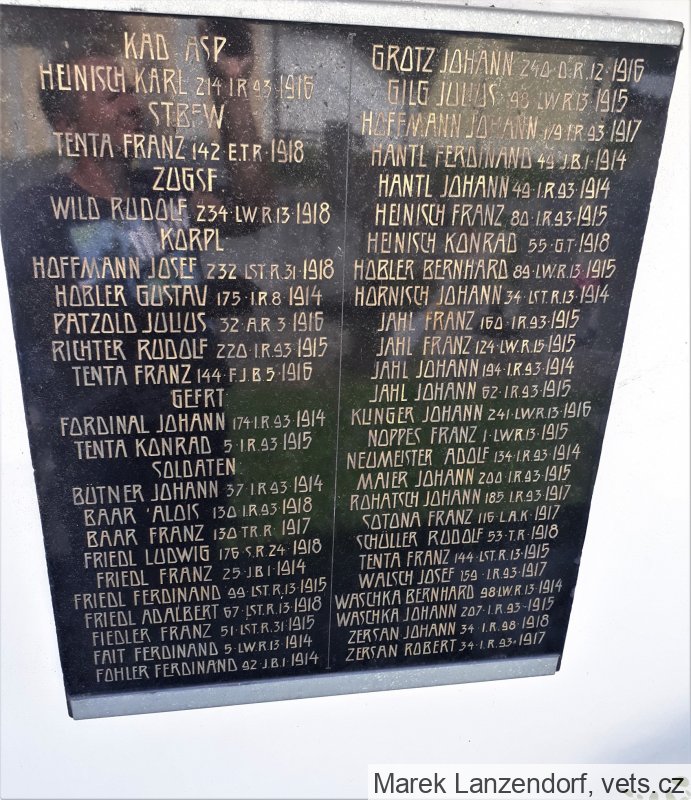 KAD ASP
HEINISCH KARL 214·I.R 93·1916
STBFW
TENTA FRANZ 142 E.T.R·1918
ZUGSF
WILD RUDOLF 234·LW.R.13·1918
KORPL
HOFFMANN JOSEF 232 LST.R.31·1918
HOBLER GUSTAV 175·I.R 8·1914
PATZOLD JULIUS 32·A.R 3·1916
RICHTER RUDOLF 220·I.R 93·1915
TENTA FRANZ 144·F.J.B.5·1916
GEFRT
FORDINAL JOHANN 174·I.R 93·1914
TENTA KONRAD 5·I.R 93·1915
SOLDATEN
BÜTNER JOHANN 37·I.R 93·1914
BAAR ALOIS 130·I.R 93·1918
BAAR FRANZ 130 TR.R·1917
FRIEDL LUDWIG 176·S.R 24·1918
FRIEDL FRANZ 25·J.B 1·1914
FRIEDL FERDINAND 99·LST.R.13·1915
FRIEDL ADALBERT 67·LST.R.13·1918
FIEDLER FRANZ 51·LST.R.31·1915
FAIT FERDINAND 5·LW.R 13·1914
FOHLER FERDINAND 92·J.B 1·1914
GROTZ JOHANN 240·D.R.12·1916
GILG JULIUS 98·LW.R 13·1915
HOFFMANN JOHANN 179·I.R 93·1917
HANTL FERDINAND 49·J.B 1·1914
HANTL JOHANN 49·I.R 93·1914
HEINISCH FRANZ 80·I.R 93·1915
HEINISCH KONRAD 55·G.T·1918
HOBLER BERNHARD 89·LW.R.13·1915
HORNISCH JOHANN 34·LST.R.13·1914
JAHL FRANZ 160·I.R 93·1915
JAHL FRANZ 124·LW.R 15·1915
JAHL JOHANN 194·I.R 93·1914
JAHL JOHANN 62·I.R 93·1915
KLINGER JOHANN 241·LW.R 13·1916
NOPPES FRANZ 1·LW.R 13·1915
NEUMEISTER ADOLF 134·I.R 93·1914
MAIER JOHANN 200·I.R 93·1915
ROHATSCH JOHANN 185·I.R 93·1917
SOTONA FRANZ 116·L.A.K·1917
SCHÜLLER RUDOLF 53·T.R·1918
TENTA FRANZ 144·LST.R.13·1915
WALSCH JOSEF 159·I.R 93·1917
WASCHKA BERNHARD 98 LW.R 13·1914
WASCHKA JOHANN 207·I.R 93·1915
ZERSAN JOHANN 34·I.R 98·1918
ZERSAN ROBERT 34·I.R 93·1917
Marek Lanzendorf, vets.cz